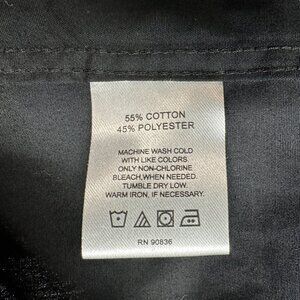 55% COTTON
45% POLYESTER
MACHINE WASH COLD
WITH LIKE COLORS.
ONLY NON-CHLORINE
BLEACH, WHEN NEEDED.
TUMBLE DRY LOW.
WARM IRON, IF NECESSARY.
RN 90836